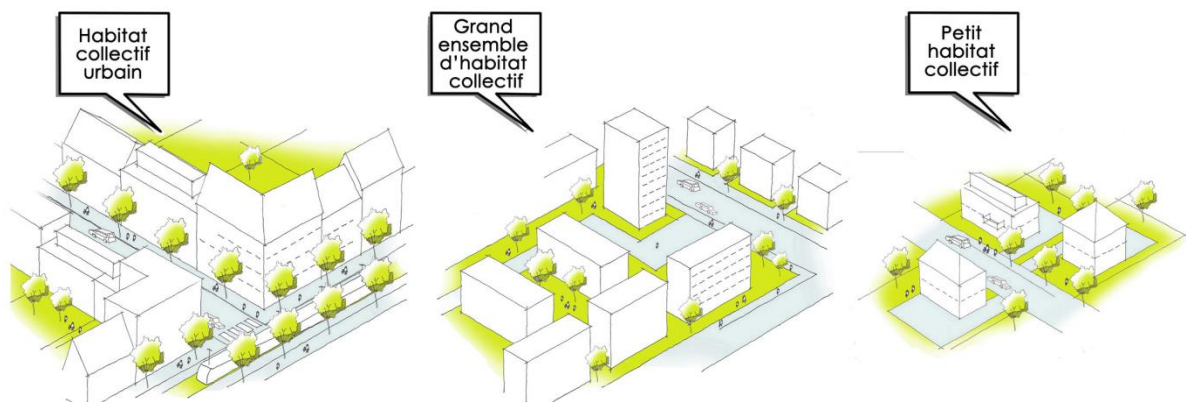 Habitat
collectif
urbain
Grand
ensemble
d'habitat
collectif
Petit
habitat
collectif